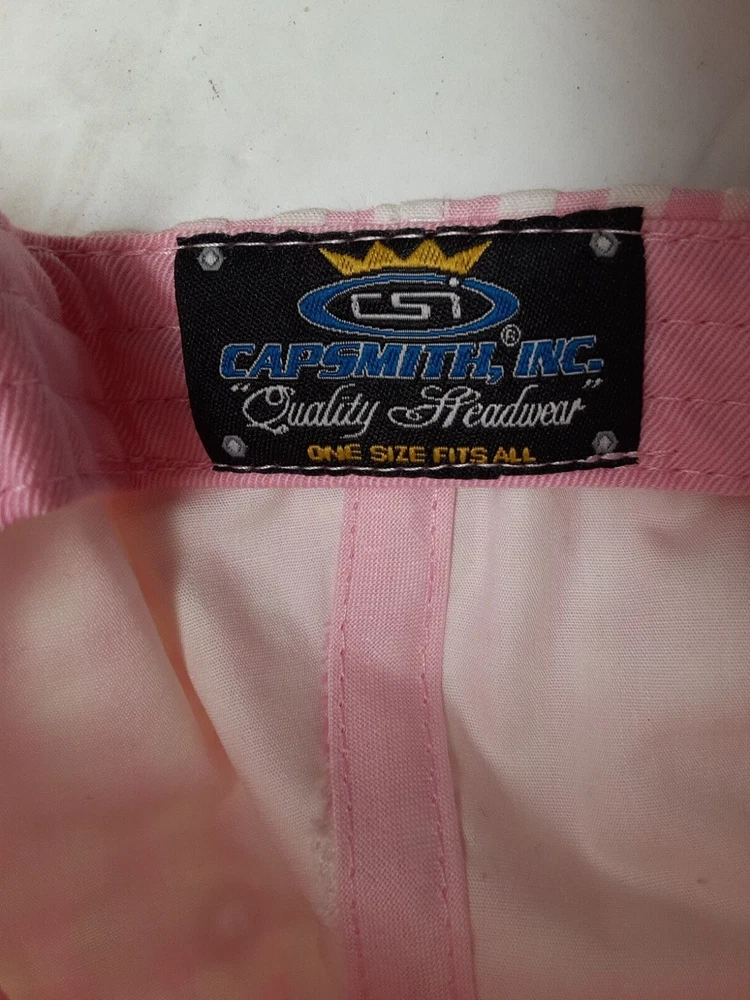 csi
CAPSMITH, INC.®
"Quality Headwear"
ONE SIZE FITS ALL